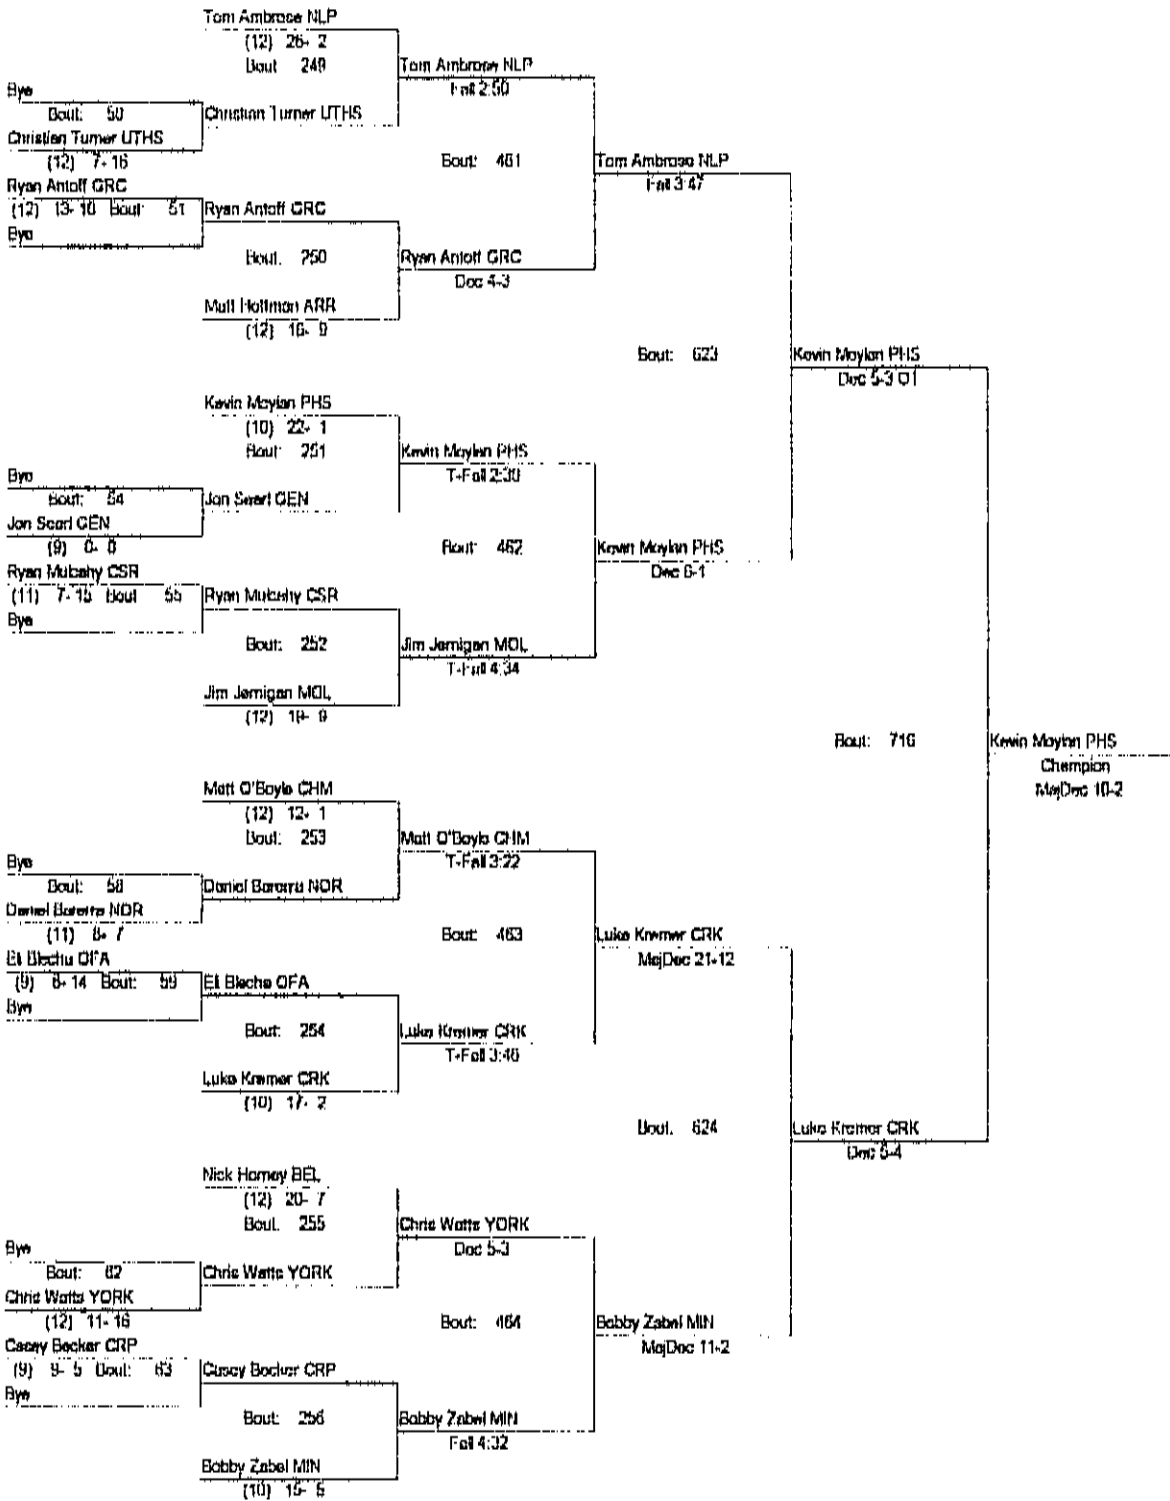 Tom Ambrose NLP
(12) 26- 2
Bout 249
Tom Ambrose NLP
Fall 2:50
Bye
Bout: 50
Christian Turner UTHS
Christian Turner UTHS
(12) 7- 16
Bout: 461
Tom Ambrose NLP
Fall 3:47
Ryan Antoff GRC
(12) 13- 10 Bout: 51
Ryan Antoff GRC
Bye
Bout: 250
Ryan Antoff GRC
Dec 4-3
Matt Hoffman ARR
(12) 16- 9
Bout: 623
Kevin Moylan PHS
Dec 5-3 O1
Kevin Moylan PHS
(10) 22- 1
Bout: 251
Kevin Moylan PHS
T-Fall 2:30
Bye
Bout: 54
Jon Searl GEN
Jon Searl GEN
(9) 0- 0
Bout: 462
Kevin Moylan PHS
Dec 6-1
Ryan Mulcahy CSR
(11) 7- 15 Bout 55
Ryan Mulcahy CSR
Bye
Bout: 252
Jim Jernigan MOL
T-Fall 4:34
Jim Jernigan MOL
(12) 19- 9
Bout: 716
Kevin Moylan PHS
Champion
MajDec 10-2
Matt O'Boyle CHM
(12) 12- 1
Bout: 253
Matt O'Boyle CHM
T-Fall 3:22
Bye
Bout: 58
Daniel Bararra NOR
Daniel Bararra NOR
(11) 8- 7
Bout: 463
Luke Kremer CRK
MajDec 21-12
Eli Blecha OFA
(9) 6- 14 Bout: 59
Eli Blecha OFA
Bye
Bout: 254
Luke Kremer CRK
T-Fall 3:46
Luke Kremer CRK
(10) 17- 2
Bout: 624
Luke Kremer CRK
Dec 5-4
Nick Horney BEL
(12) 20- 7
Bout: 255
Chris Watts YORK
Dec 5-3
Bye
Bout: 62
Chris Watts YORK
Chris Watts YORK
(12) 11- 16
Bout: 464
Bobby Zabel MIN
MajDec 11-2
Casey Becker CRP
(9) 9- 5 Bout: 63
Casey Becker CRP
Bye
Bout: 256
Bobby Zabel MIN
Fall 4:32
Bobby Zabel MIN
(10) 15- 5